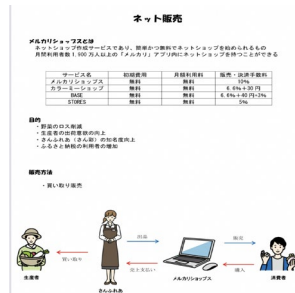 ネット販売
メルカリショップスとは
ネットショップ作成サービスであり、簡単かつ無料でネットショップを始められるもの
月間利用者数1,900万人以上の「メルカリ」アプリ内にネットショップを持つことができる
サービス名 初期費用 月間利用料 販売・決済手数料
メルカリショップス 無料 無料 10%
カラーミーショップ 無料 無料 6.6%+30円
BASE 無料 無料 6.6%+40円+3%
STORES 無料 無料 5%
目的
・野菜のロス削減
・生産者の出荷意欲の向上
・さんふれあ（さん彩）の知名度向上
・ふるさと納税の利用者の増加
販売方法
・買い取り販売
出品 販売
買い取り 売上支払い 購入
生産者 さんふれあ メルカリショップス 消費者